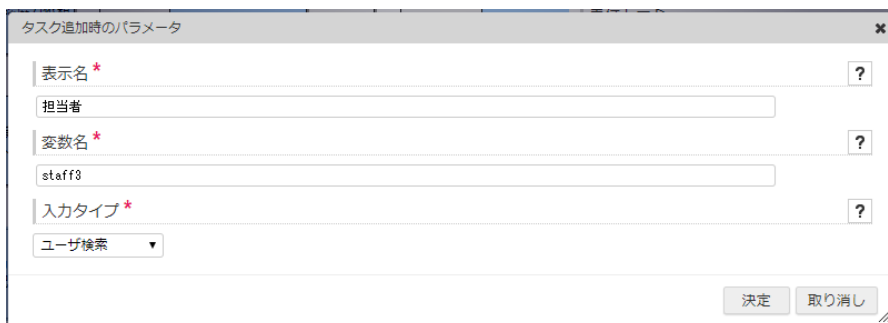 タスク追加時のパラメータ
表示名 *
?
担当者
変数名 *
?
staff3
入力タイプ *
?
ユーザ検索
決定
取り消し